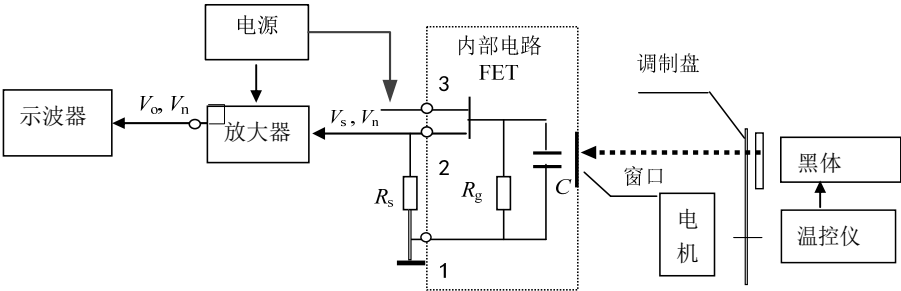 电源
内部电路
FET
调制盘
3
示波器
Vo, Vn
放大器
Vs, Vn
2
Rs
Rg
C
窗口
黑体
电机
温控仪
1